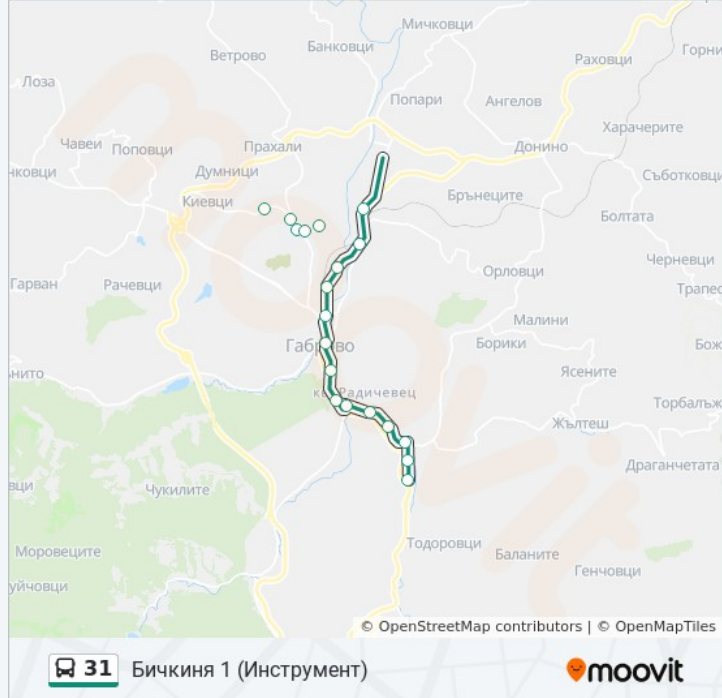 Мичковци
Банковци
Ветрово
Раховци
Горни
Лоза
Попари
Ангелов
Харачерите
Чавеи
Поповци
Прахали
Донино
нковци
Думници
Съботковци
Киевци
Брънеците
Болтата
Черневци
Гарван
Рачевци
Орловци
Трапес
Малини
Габрово
Борики
Бож
ънито
Ясените
кв. Радичевец
Торбалъж
Жълтеш
Драганчетата
вци
Чукилите
Тодоровци
Моровеците
Баланите
Генчовци
уйчовци
© OpenStreetMap contributors | © OpenMapTiles
31 Бичкиня 1 (Инструмент)
moovit